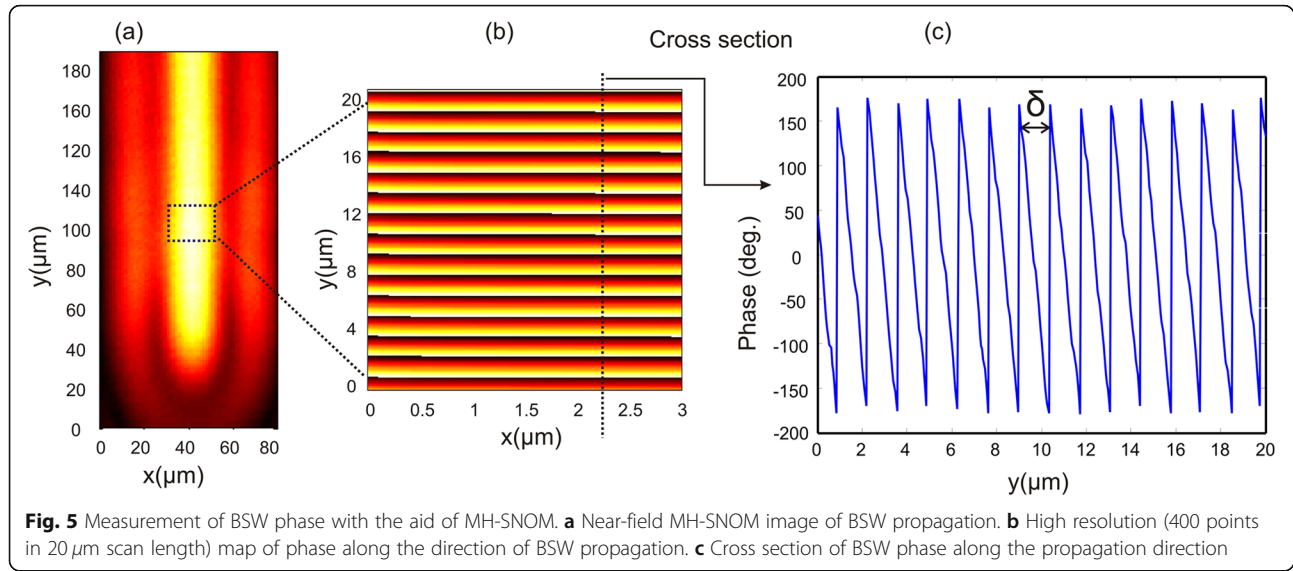 (a)
(b)
Cross section
(c)
180
160
140
120
140
100
80
60
40
20
0
y(µm)
0 20 40 60 80
x(µm)
20
16
12
8
4
0
y(µm)
0 0.5 1 2 2.5 3
x(µm)
200
150
100
50
0
-50
-100
-150
-200
Phase (deg.)
δ
0 2 4 6 8 10 12 14 16 18 20
y(µm)
Fig. 5 Measurement of BSW phase with the aid of MH-SNOM. a Near-field MH-SNOM image of BSW propagation. b High resolution (400 points
in 20 µm scan length) map of phase along the direction of BSW propagation. c Cross section of BSW phase along the propagation direction